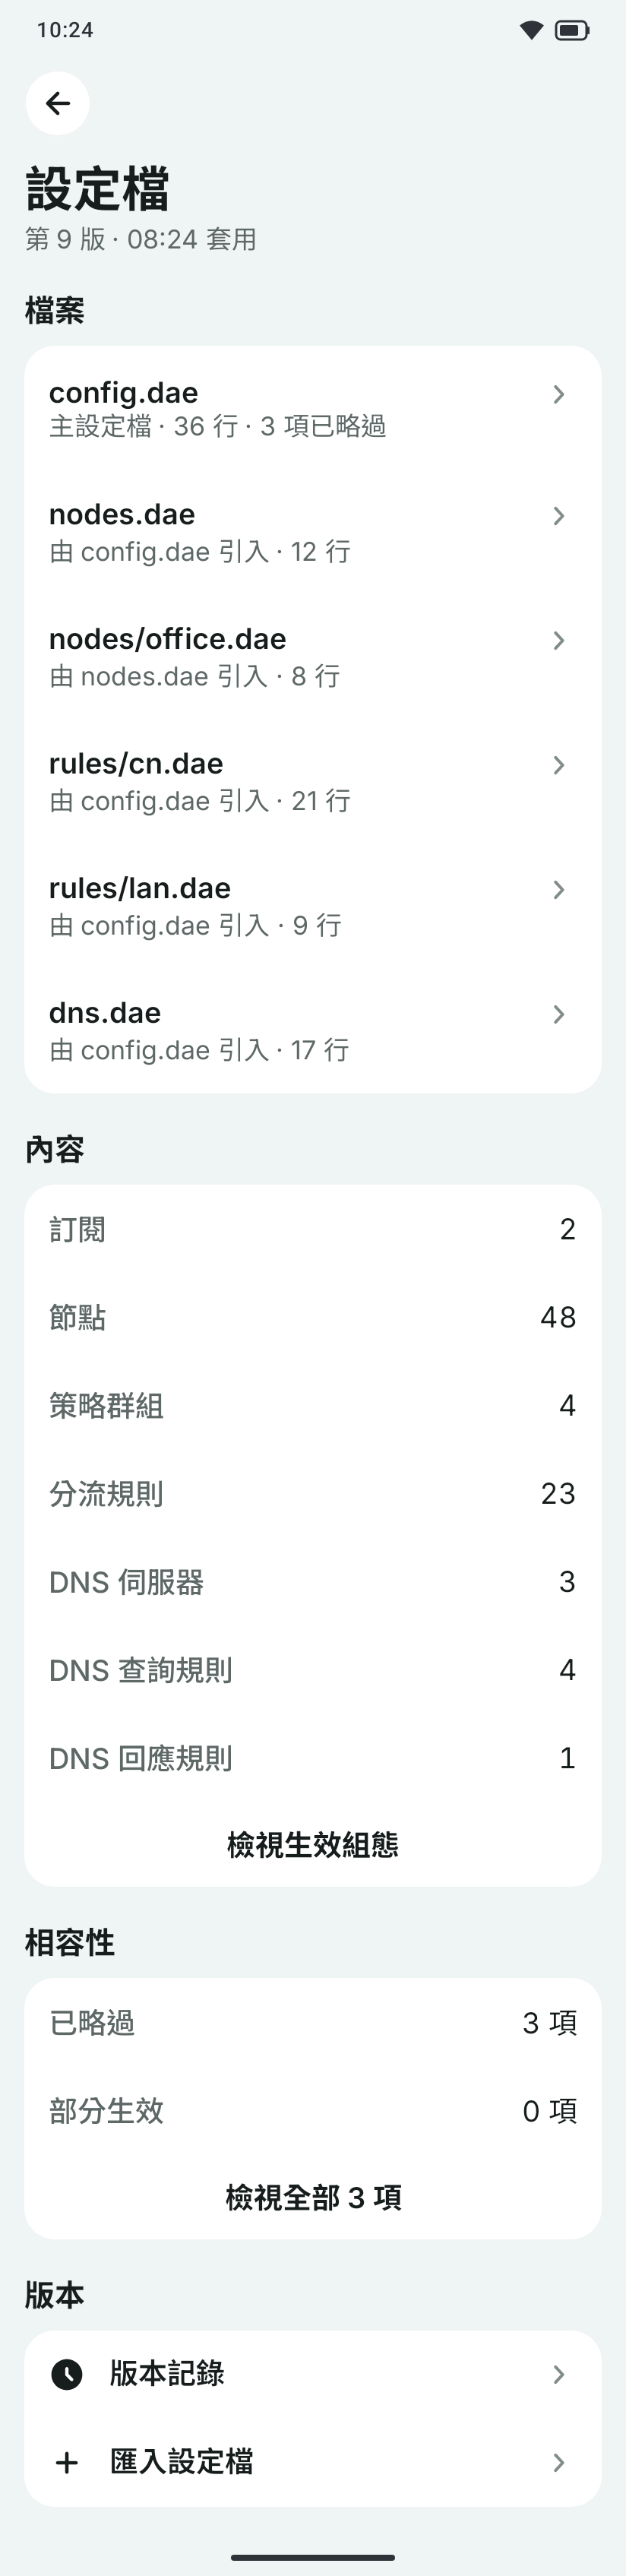 10:24
設定檔
第 9 版 · 08:24 套用
檔案
config.dae
主設定檔 · 36 行 · 3 項已略過
nodes.dae
由 config.dae 引入 · 12 行
nodes/office.dae
由 nodes.dae 引入 · 8 行
rules/cn.dae
由 config.dae 引入 · 21 行
rules/lan.dae
由 config.dae 引入 · 9 行
dns.dae
由 config.dae 引入 · 17 行
內容
訂閱 2
節點 48
策略群組 4
分流規則 23
DNS 伺服器 3
DNS 查詢規則 4
DNS 回應規則 1
檢視生效組態
相容性
已略過 3 項
部分生效 0 項
檢視全部 3 項
版本
版本記錄
匯入設定檔